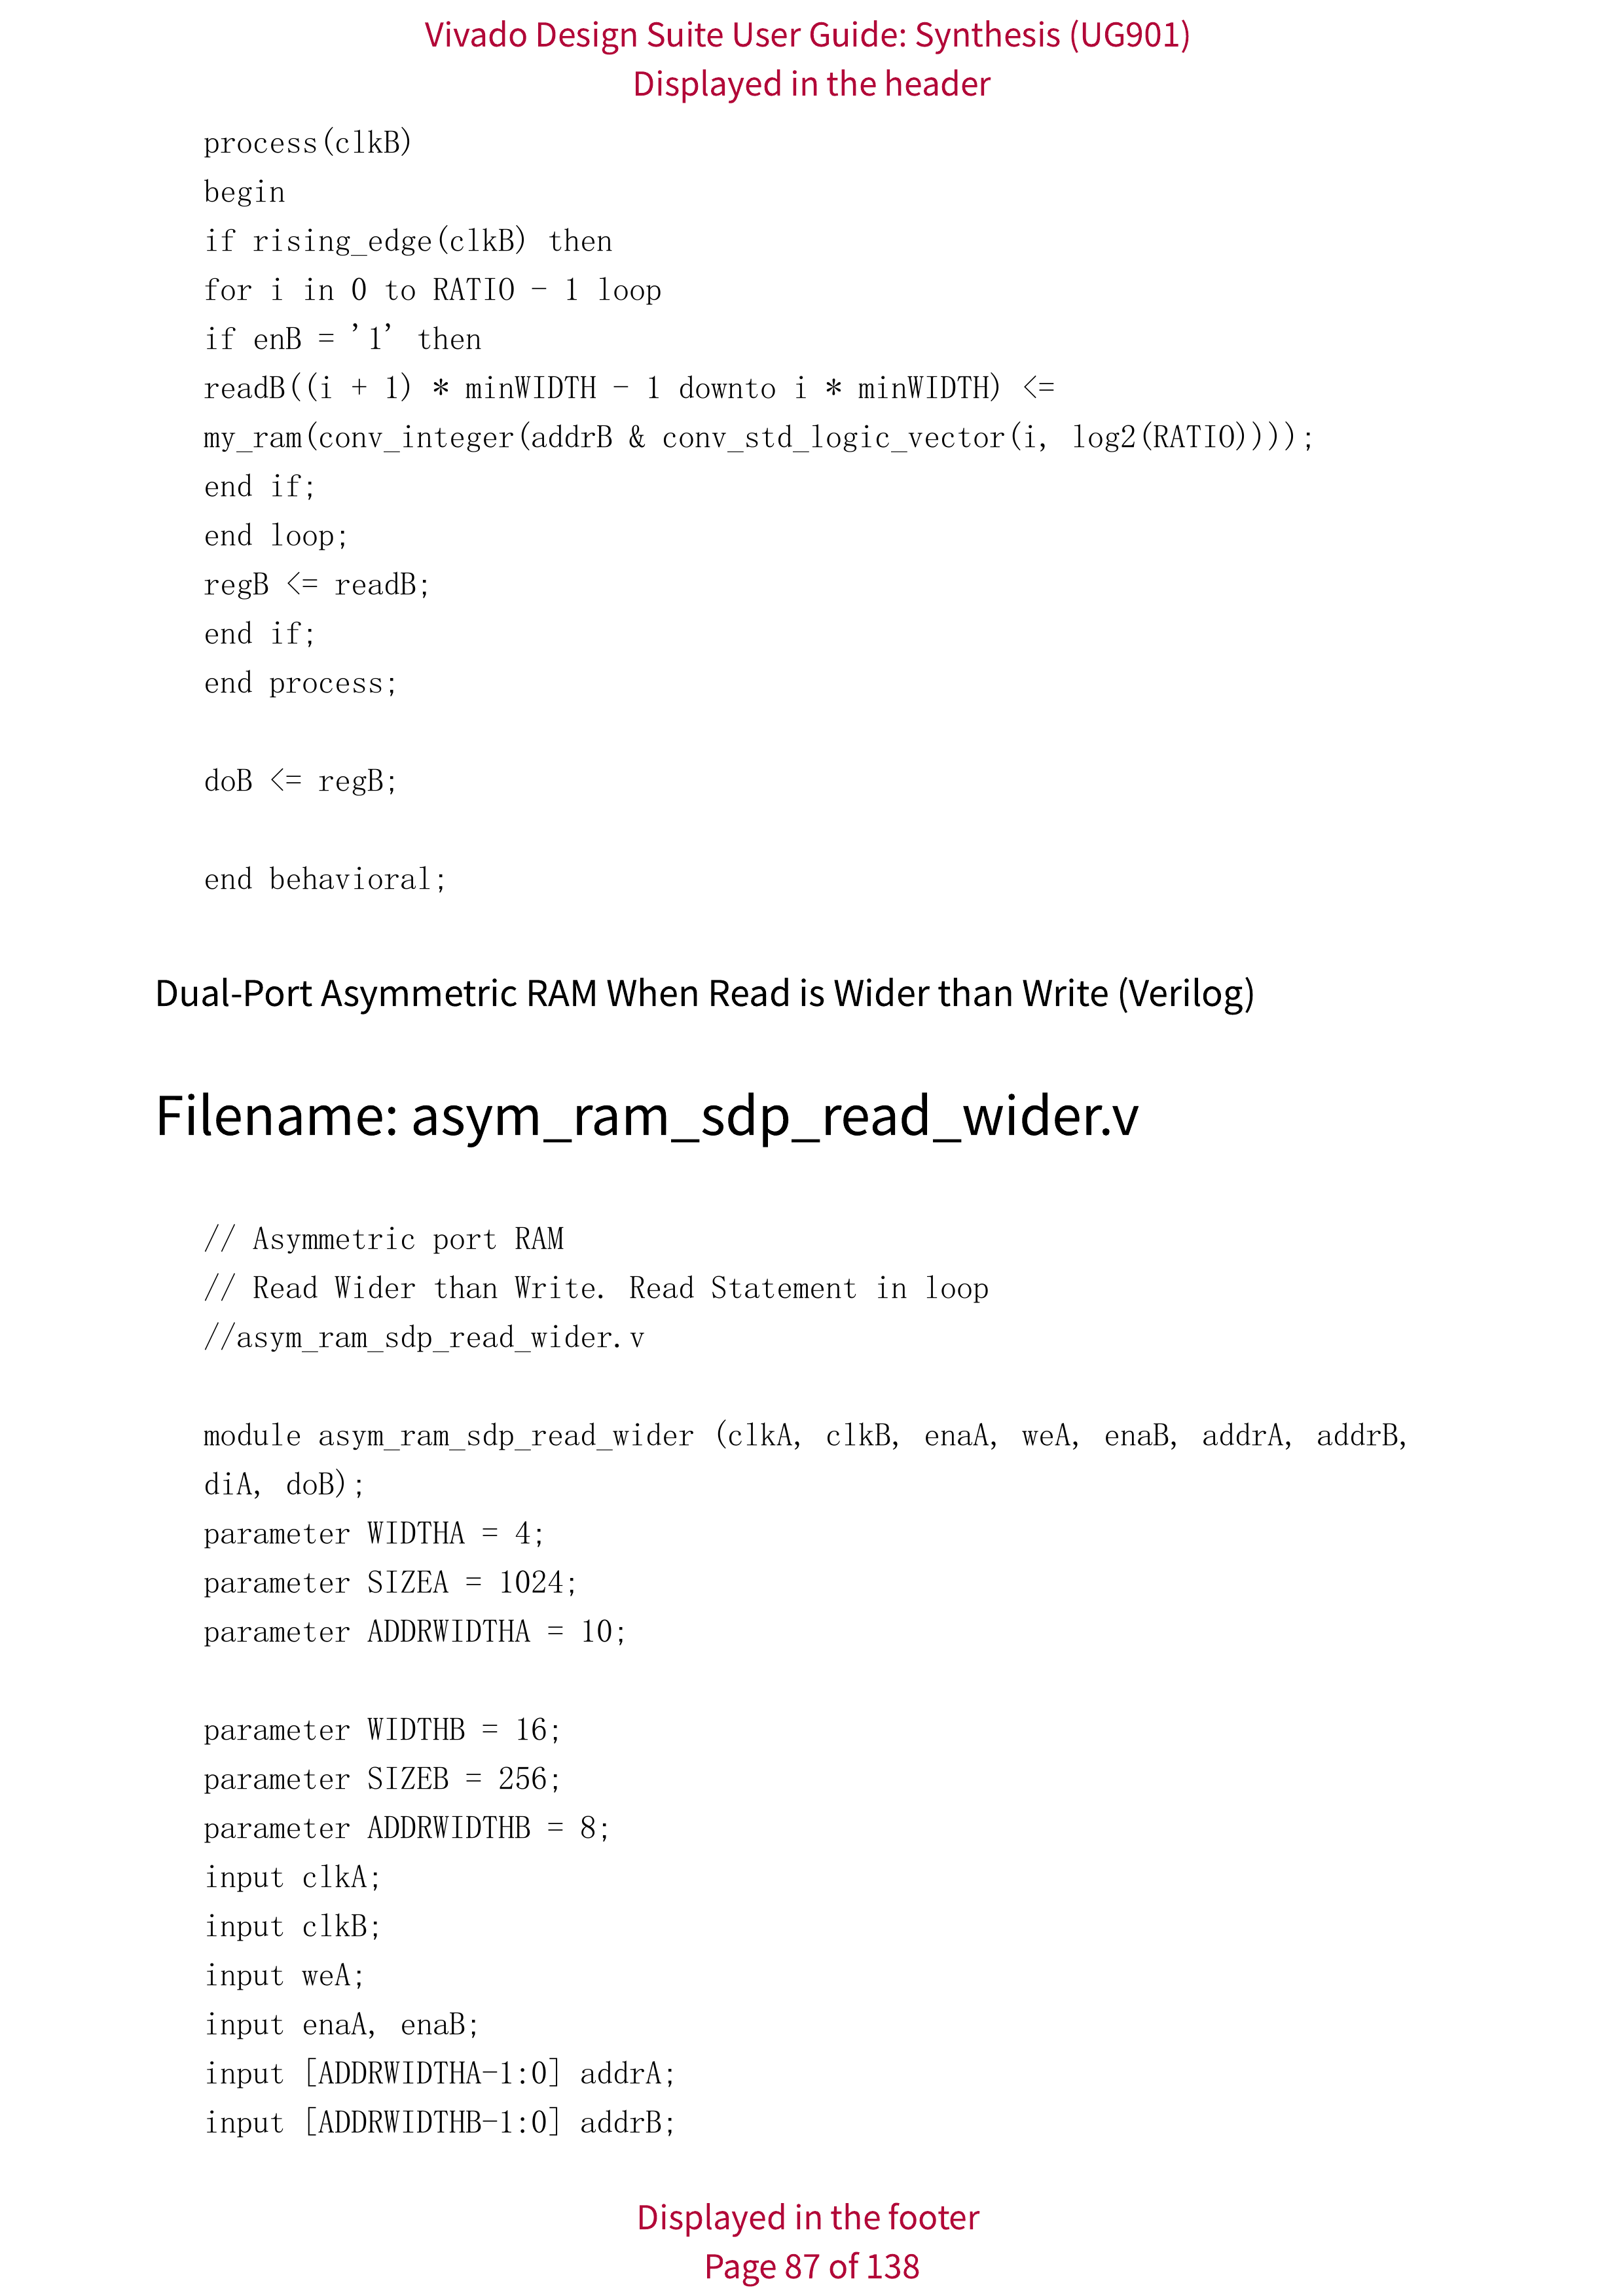 Vivado Design Suite User Guide: Synthesis (UG901)
Displayed in the header
process(clkB)
begin
if rising_edge(clkB) then
for i in 0 to RATIO - 1 loop
if enB = '1' then
readB((i + 1) * minWIDTH - 1 downto i * minWIDTH) <=
my_ram(conv_integer(addrB & conv_std_logic_vector(i, log2(RATIO))));
end if;
end loop;
regB <= readB;
end if;
end process;
doB <= regB;
end behavioral;
Dual-Port Asymmetric RAM When Read is Wider than Write (Verilog)
Filename: asym_ram_sdp_read_wider.v
// Asymmetric port RAM
// Read Wider than Write. Read Statement in loop
//asym_ram_sdp_read_wider.v
module asym_ram_sdp_read_wider (clkA, clkB, enaA, weA, enaB, addrA, addrB,
diA, doB);
parameter WIDTHA = 4;
parameter SIZEA = 1024;
parameter ADDRWIDTHA = 10;
parameter WIDTHB = 16;
parameter SIZEB = 256;
parameter ADDRWIDTHB = 8;
input clkA;
input clkB;
input weA;
input enaA, enaB;
input [ADDRWIDTHA-1:0] addrA;
input [ADDRWIDTHB-1:0] addrB;
Displayed in the footer
Page 87 of 138